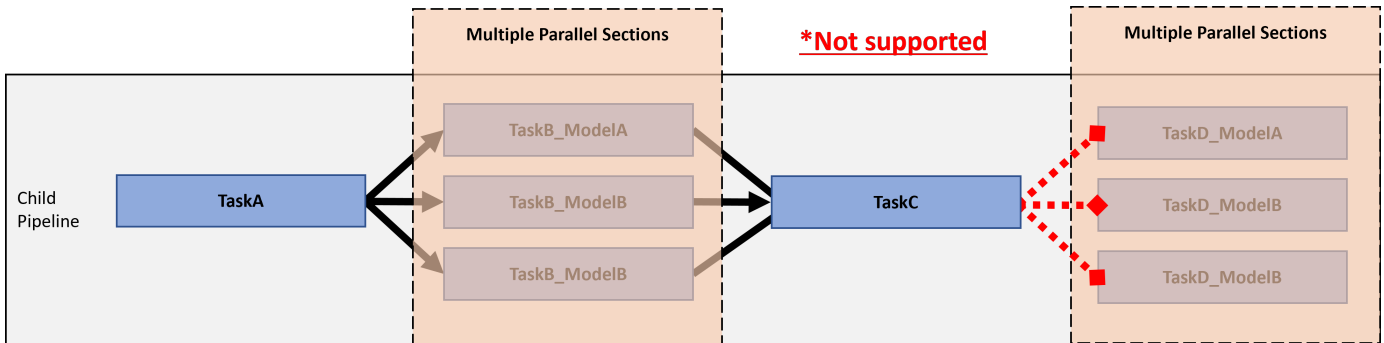 Multiple Parallel Sections
*Not supported
Multiple Parallel Sections
Child
Pipeline
TaskA
TaskB_ModelA
TaskB_ModelB
TaskB_ModelB
TaskC
TaskD_ModelA
TaskD_ModelB
TaskD_ModelB